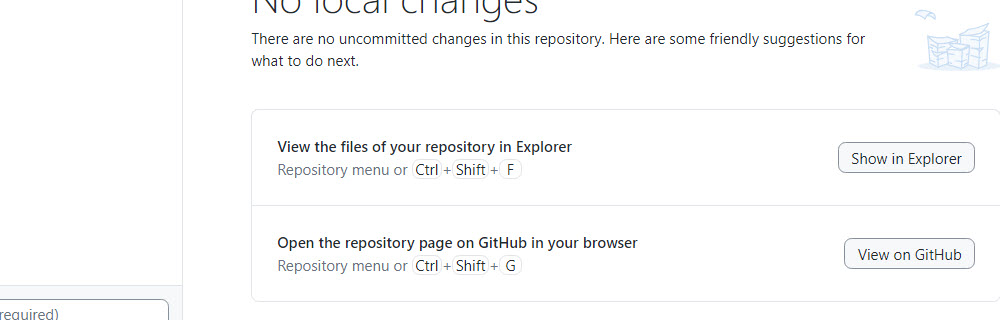 No local changes
There are no uncommitted changes in this repository. Here are some friendly suggestions for
what to do next.
View the files of your repository in Explorer
Repository menu or Ctrl + Shift + F
Show in Explorer
Open the repository page on GitHub in your browser
Repository menu or Ctrl + Shift + G
View on GitHub
required)